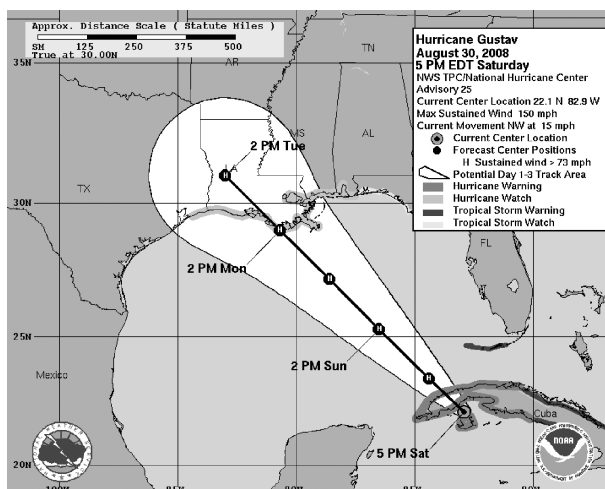 Approx. Distance Scale ( Statute Miles )
SM 125 250 375 500
True at 30.00N
Hurricane Gustav
August 30, 2008
5 PM EDT Saturday
NWS TPC/National Hurricane Center
Advisory 25
Current Center Location 22.1 N 82.9 W
Max Sustained Wind 150 mph
Current Movement NW at 15 mph
Current Center Location
Forecast Center Positions
H Sustained wind > 73 mph
Potential Day 1-3 Track Area
Hurricane Warning
Hurricane Watch
Tropical Storm Warning
Tropical Storm Watch
AR
TN
35N
MS
AL
2 PM Tue
LA
TX
30N
FL
2 PM Mon
25N
2 PM Sun
Mexico
Cuba
5 PM Sat
20N
NOAA